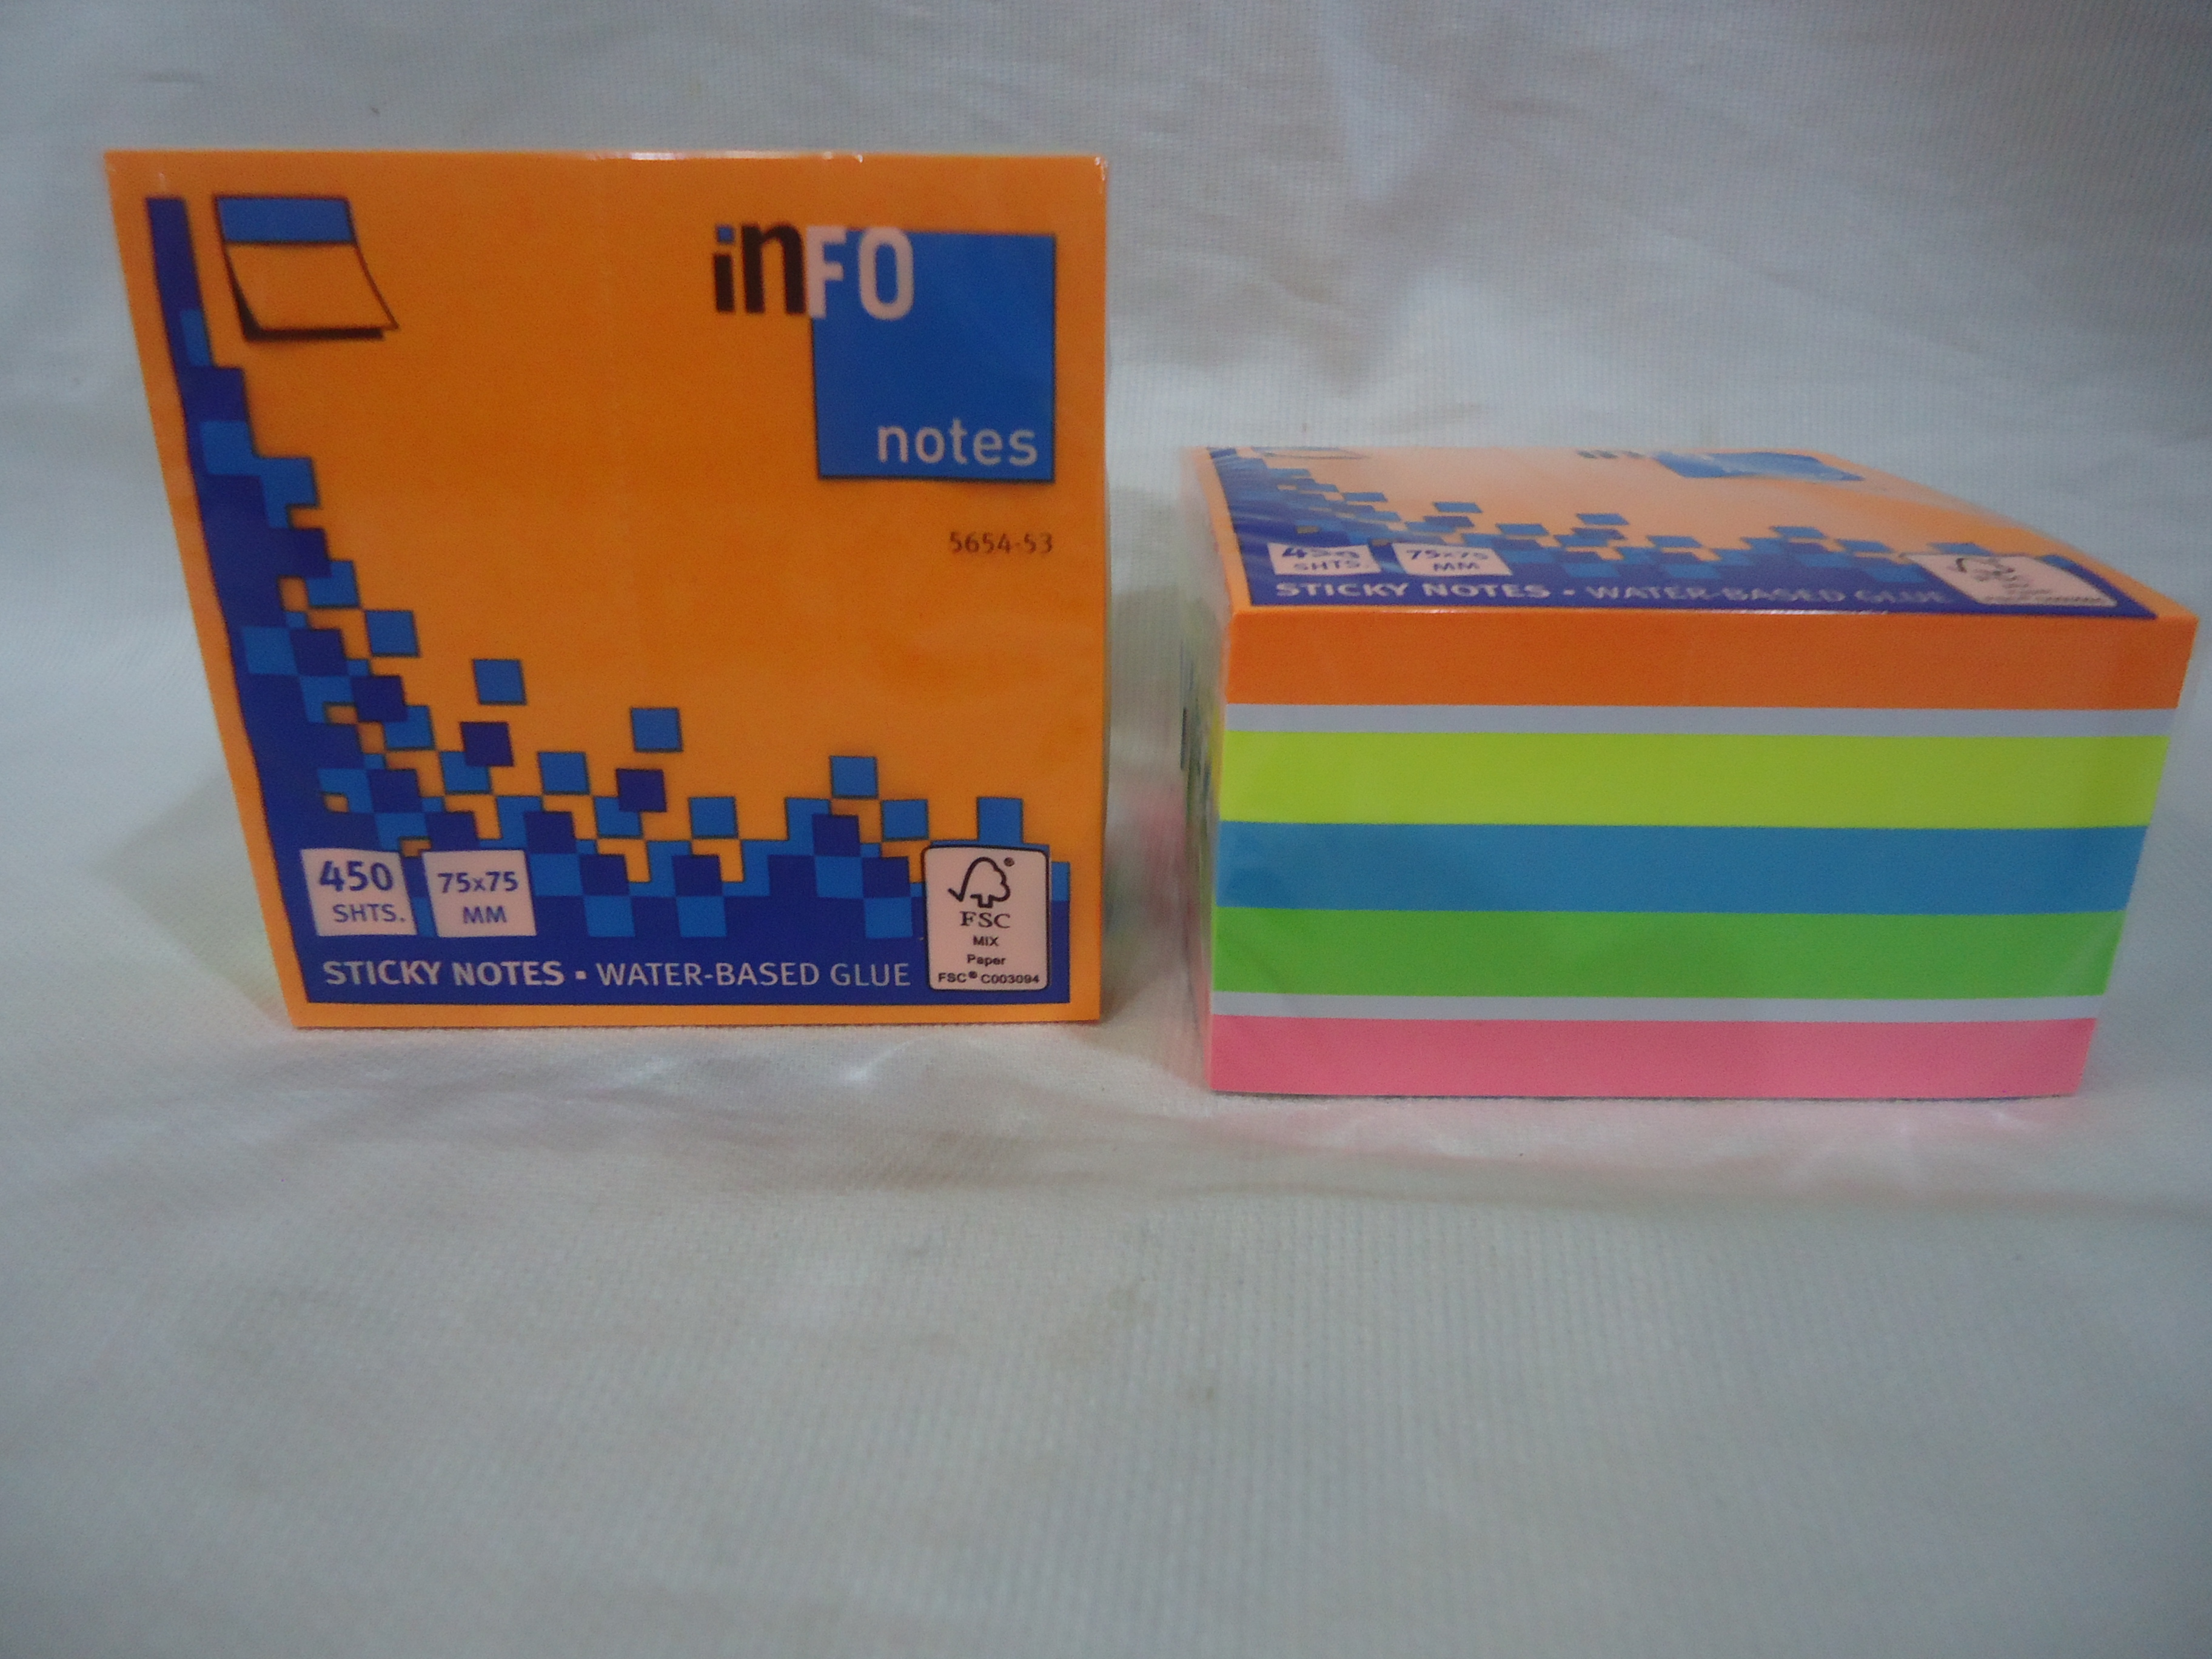 iNFO
notes
5654-53
450
SHTS.
75x75
MM
STICKY NOTES ▪ WATER-BASED GLUE
FSC
MIX
Paper
FSC® C003094
SHTS.
75x75
MM
STICKY NOTES ▪ WATER-BASED GLUE